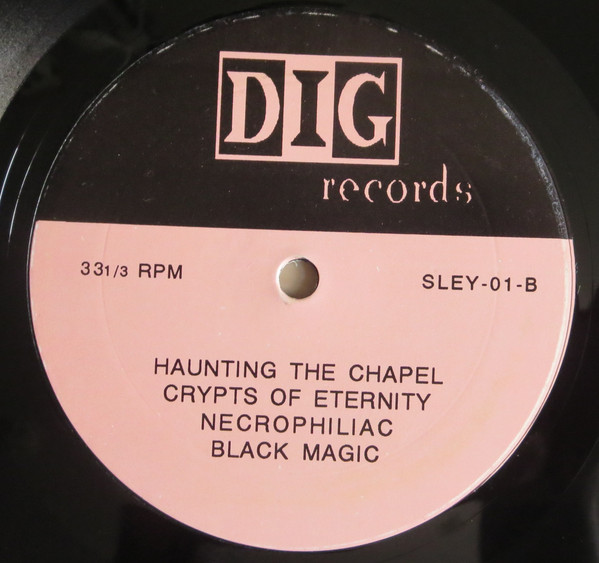 DIG
records
33 1/3 RPM
SLEY-01-B
HAUNTING THE CHAPEL
CRYPTS OF ETERNITY
NECROPHILIAC
BLACK MAGIC